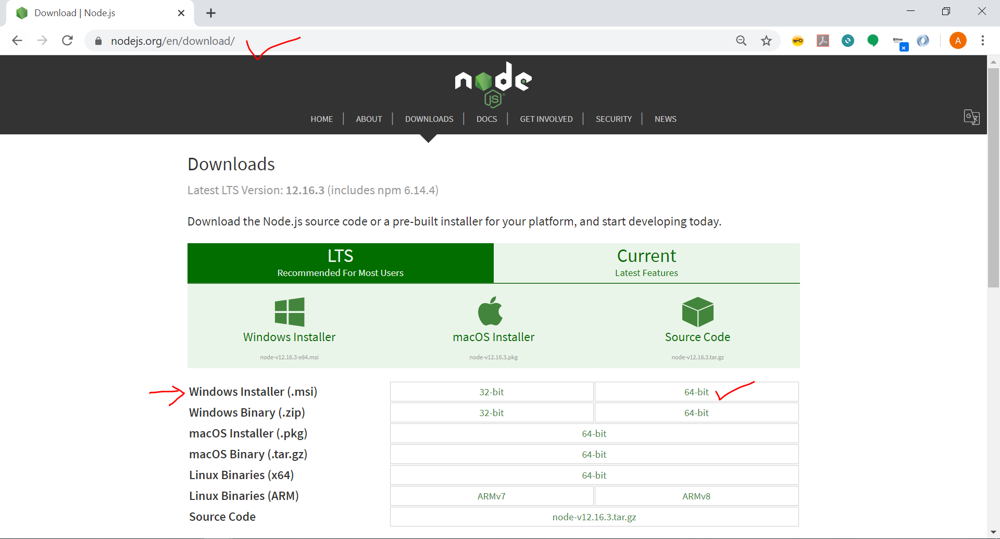 Download | Node.js
nodejs.org/en/download/
Bittrex
A
node
JS
HOME | ABOUT | DOWNLOADS | DOCS | GET INVOLVED | SECURITY | NEWS
Downloads
Latest LTS Version: 12.16.3 (includes npm 6.14.4)
Download the Node.js source code or a pre-built installer for your platform, and start developing today.
LTS
Recommended For Most Users
Current
Latest Features
Windows Installer
node-v12.16.3-x64.msi
macOS Installer
node-v12.16.3.pkg
Source Code
node-v12.16.3.tar.gz
Windows Installer (.msi) 32-bit 64-bit
Windows Binary (.zip) 32-bit 64-bit
macOS Installer (.pkg) 64-bit
macOS Binary (.tar.gz) 64-bit
Linux Binaries (x64) 64-bit
Linux Binaries (ARM) ARMv7 ARMv8
Source Code node-v12.16.3.tar.gz